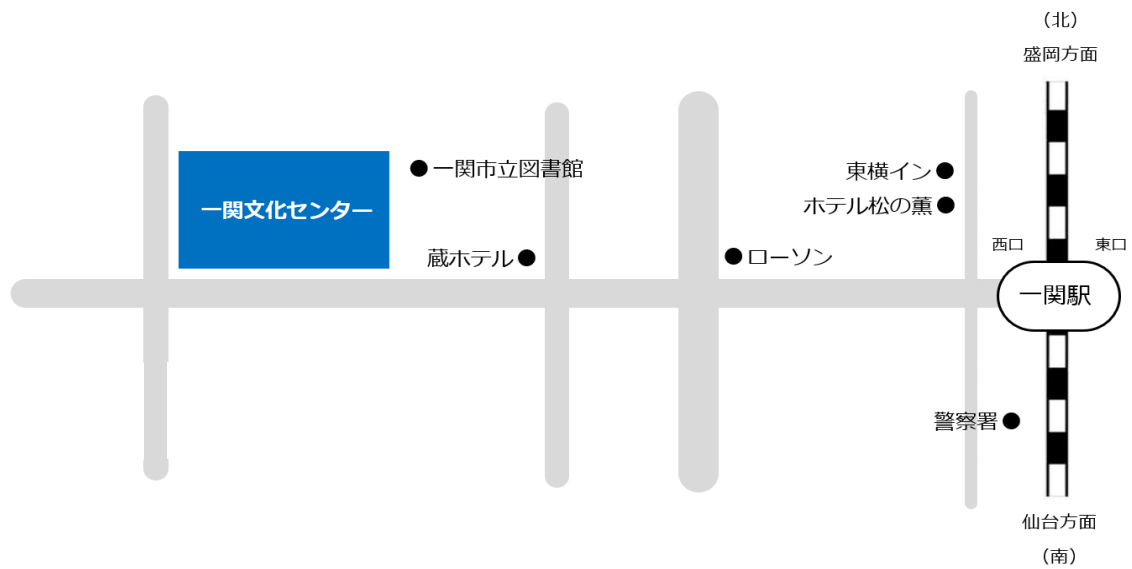 （北）
盛岡方面
一関市立図書館
東横イン
一関文化センター
ホテル松の薫
西口
東口
蔵ホテル
ローソン
一関駅
警察署
仙台方面
（南）